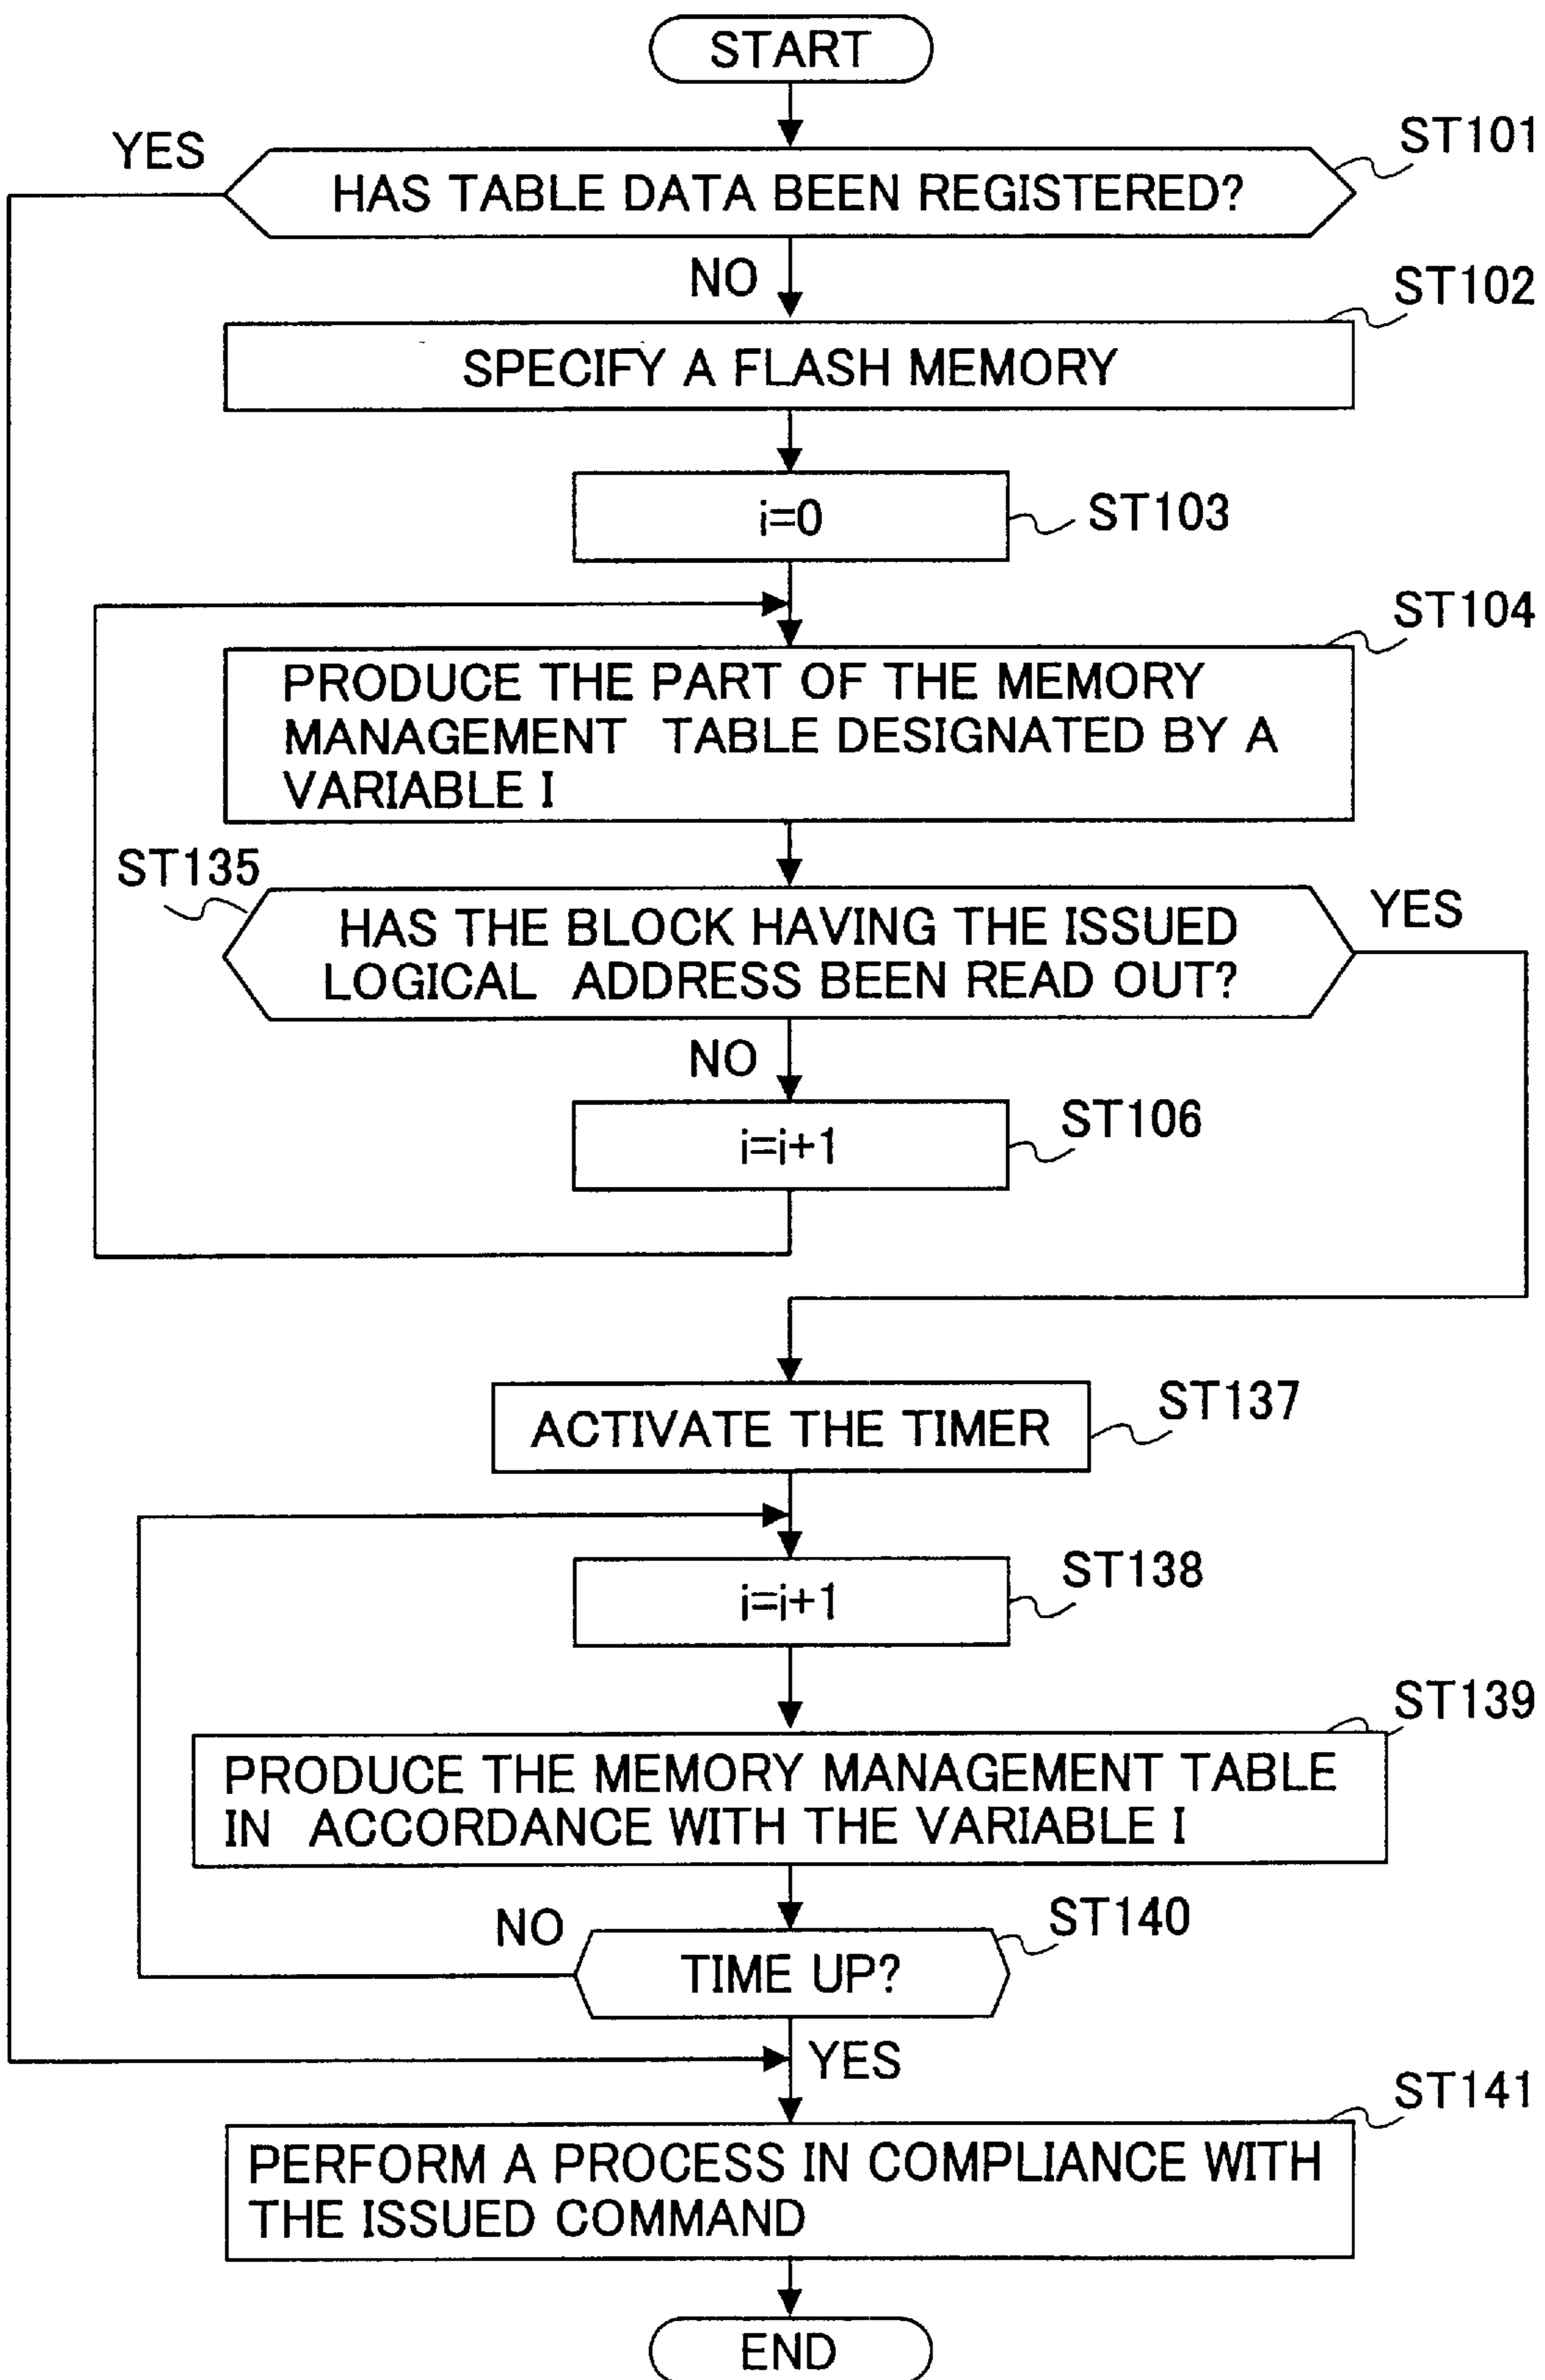 START
YES
ST101
HAS TABLE DATA BEEN REGISTERED?
NO
ST102
SPECIFY A FLASH MEMORY
i=0
ST103
ST104
PRODUCE THE PART OF THE MEMORY
MANAGEMENT TABLE DESIGNATED BY A
VARIABLE I
ST135
YES
HAS THE BLOCK HAVING THE ISSUED
LOGICAL ADDRESS BEEN READ OUT?
NO
ST106
i=i+1
ST137
ACTIVATE THE TIMER
ST138
i=i+1
ST139
PRODUCE THE MEMORY MANAGEMENT TABLE
IN ACCORDANCE WITH THE VARIABLE I
NO
ST140
TIME UP?
YES
ST141
PERFORM A PROCESS IN COMPLIANCE WITH
THE ISSUED COMMAND
END